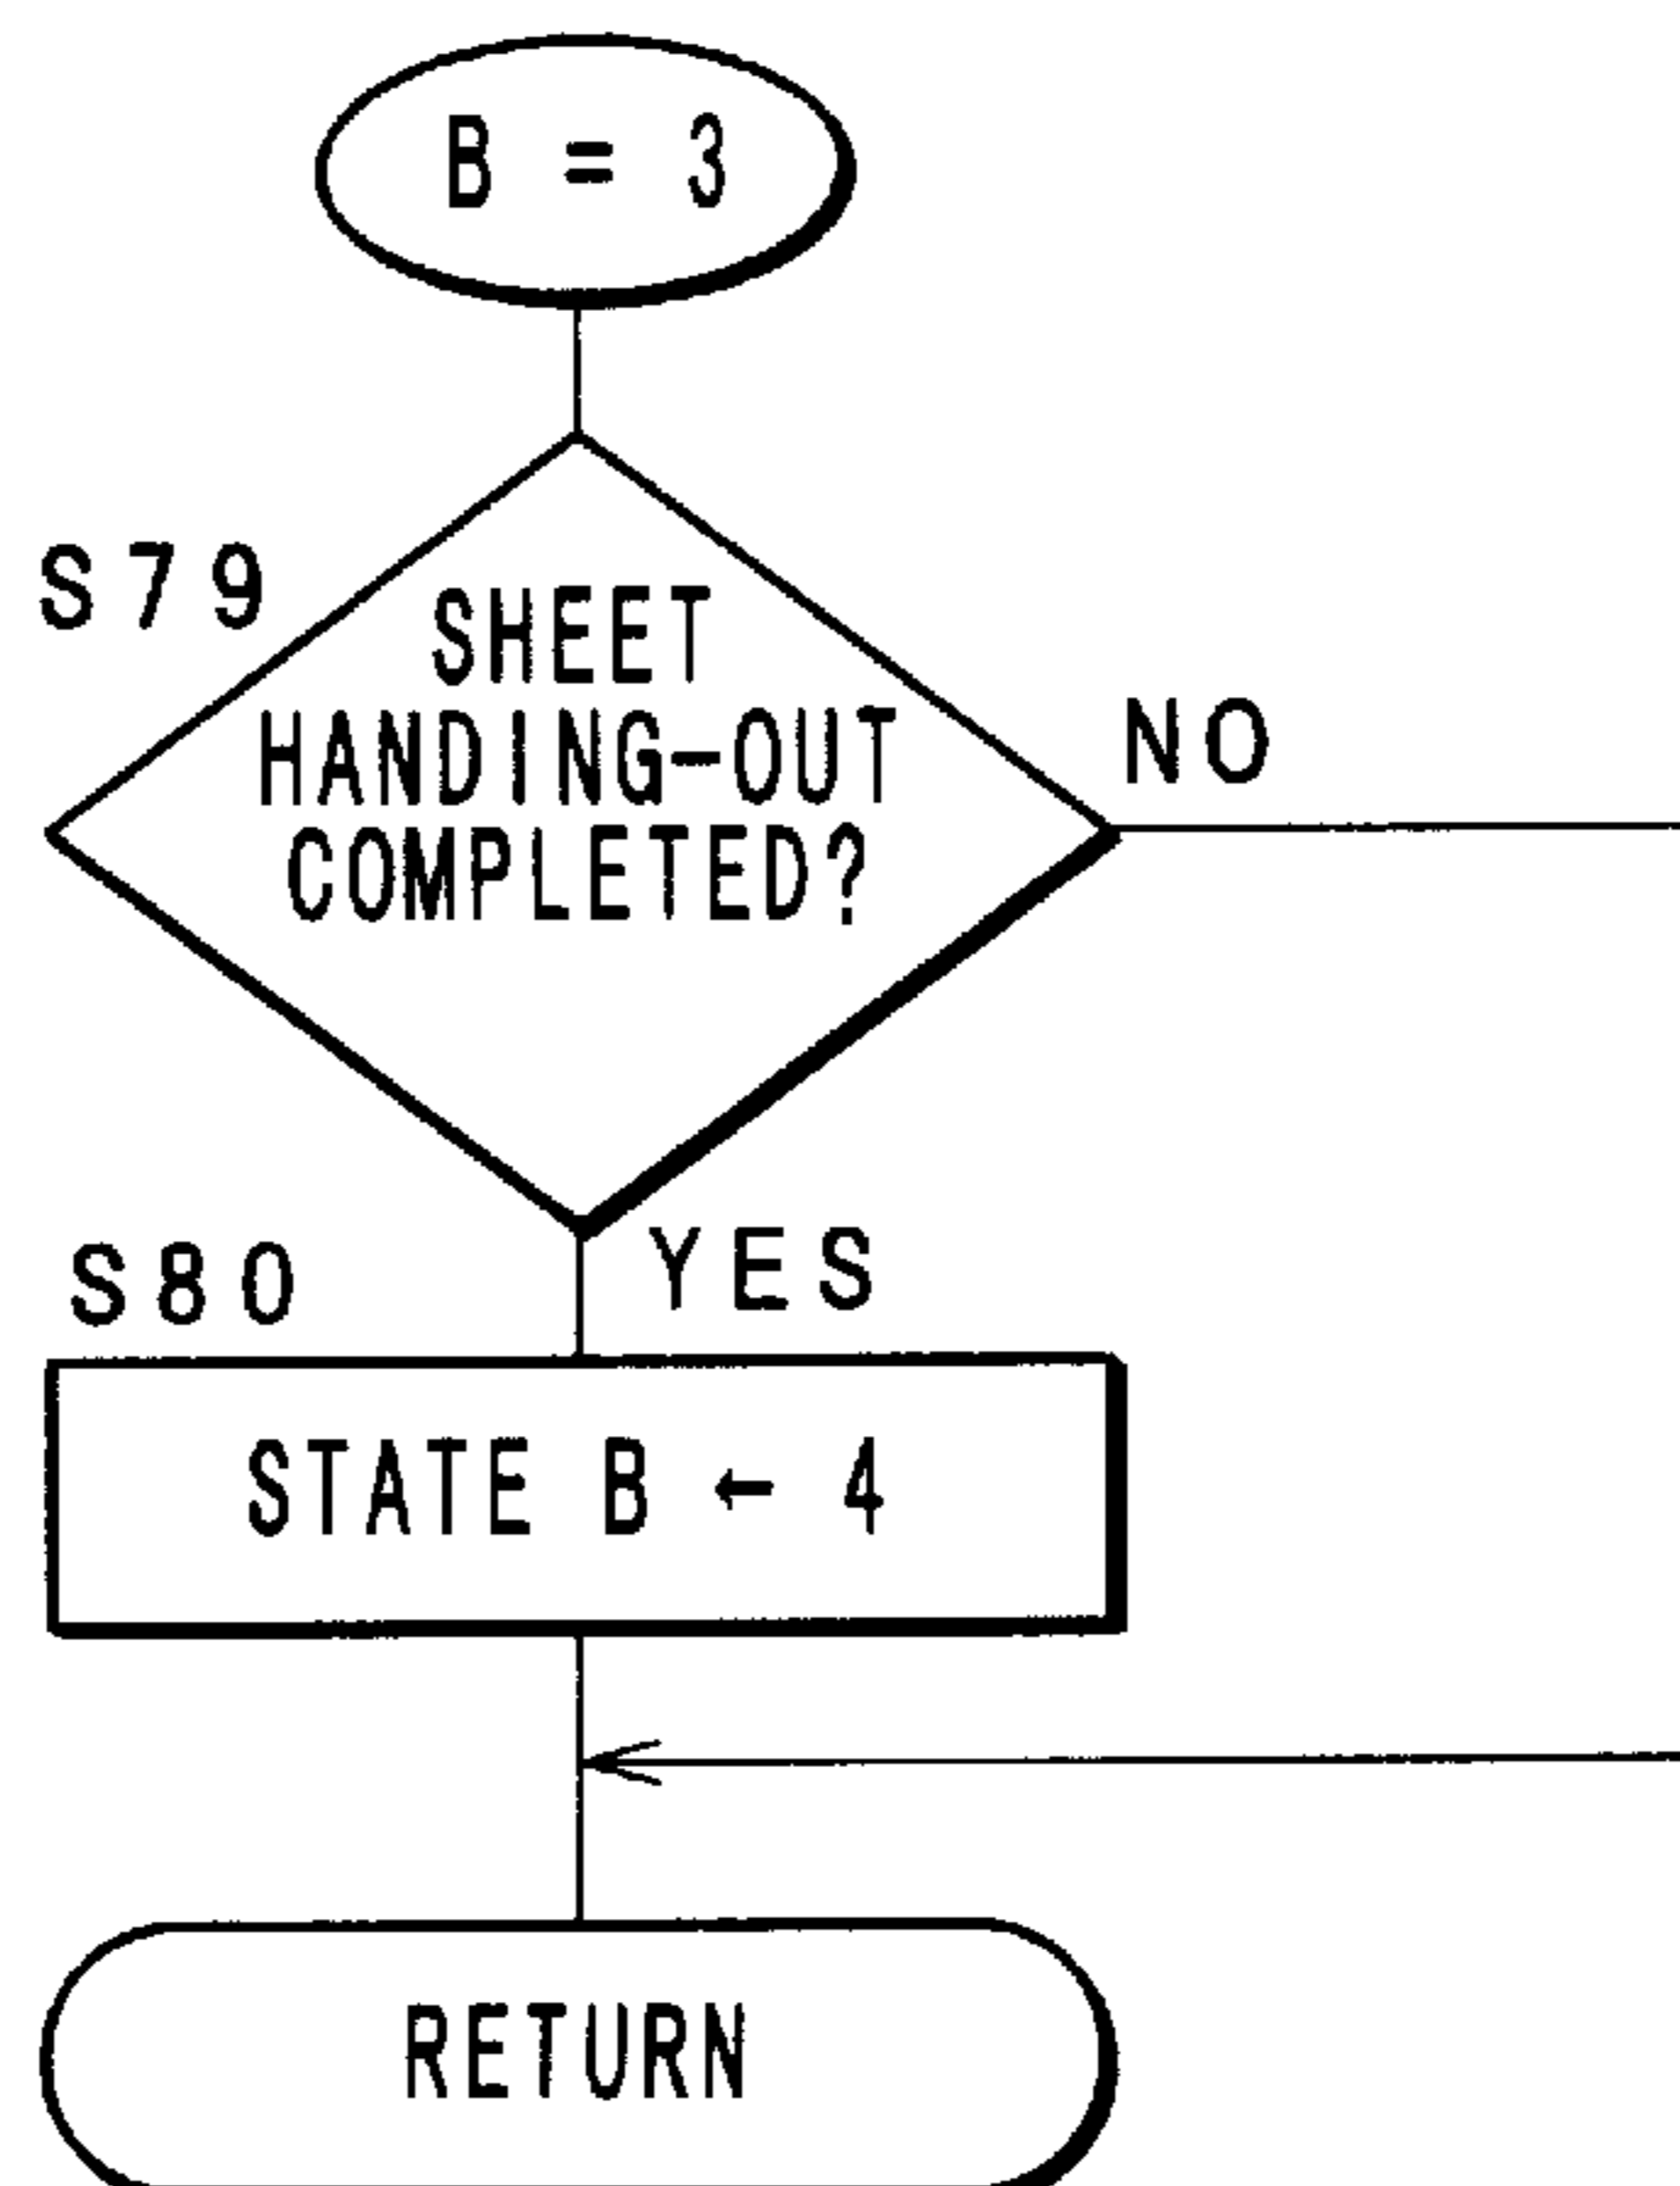 B = 3
S79
SHEET
HANDING-OUT
COMPLETED?
NO
YES
S80
STATE B ← 4
RETURN